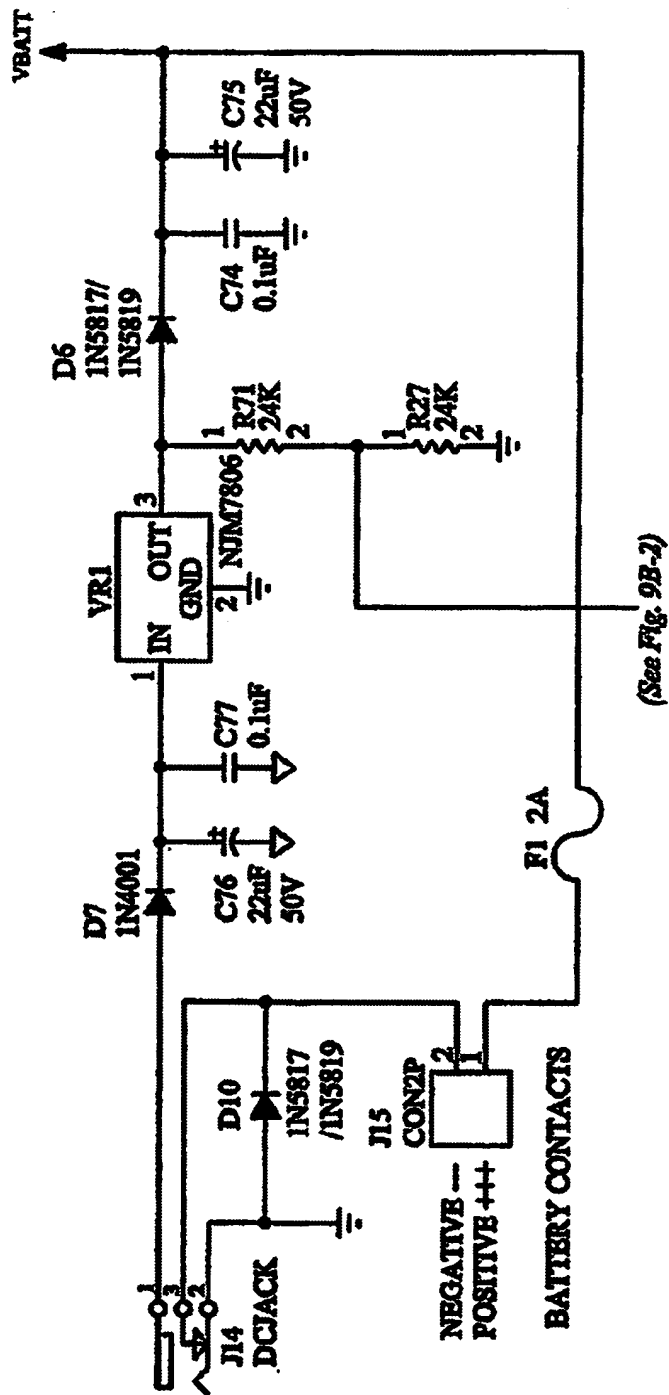 VBATT
D6
1N5817/
1N5819
C75
22uF
50V
C74
0.1uF
+
VR1
IN
OUT
GND
1
3
2
NJM7806
R71
24K
1
2
R27
24K
1
2
(See Fig. 9B-2)
D7
1N4001
C77
0.1uF
+
C76
22uF
50V
F1 2A
1
3
2
J14
DCJACK
D10
1N5817
/1N5819
J15
CON2P
2
1
NEGATIVE —
POSITIVE +++
BATTERY CONTACTS